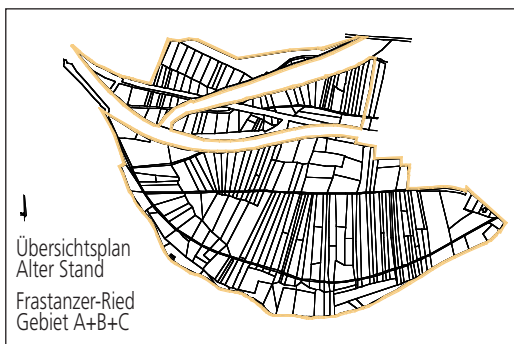 Übersichtsplan
Alter Stand
Frastanzer-Ried
Gebiet A+B+C